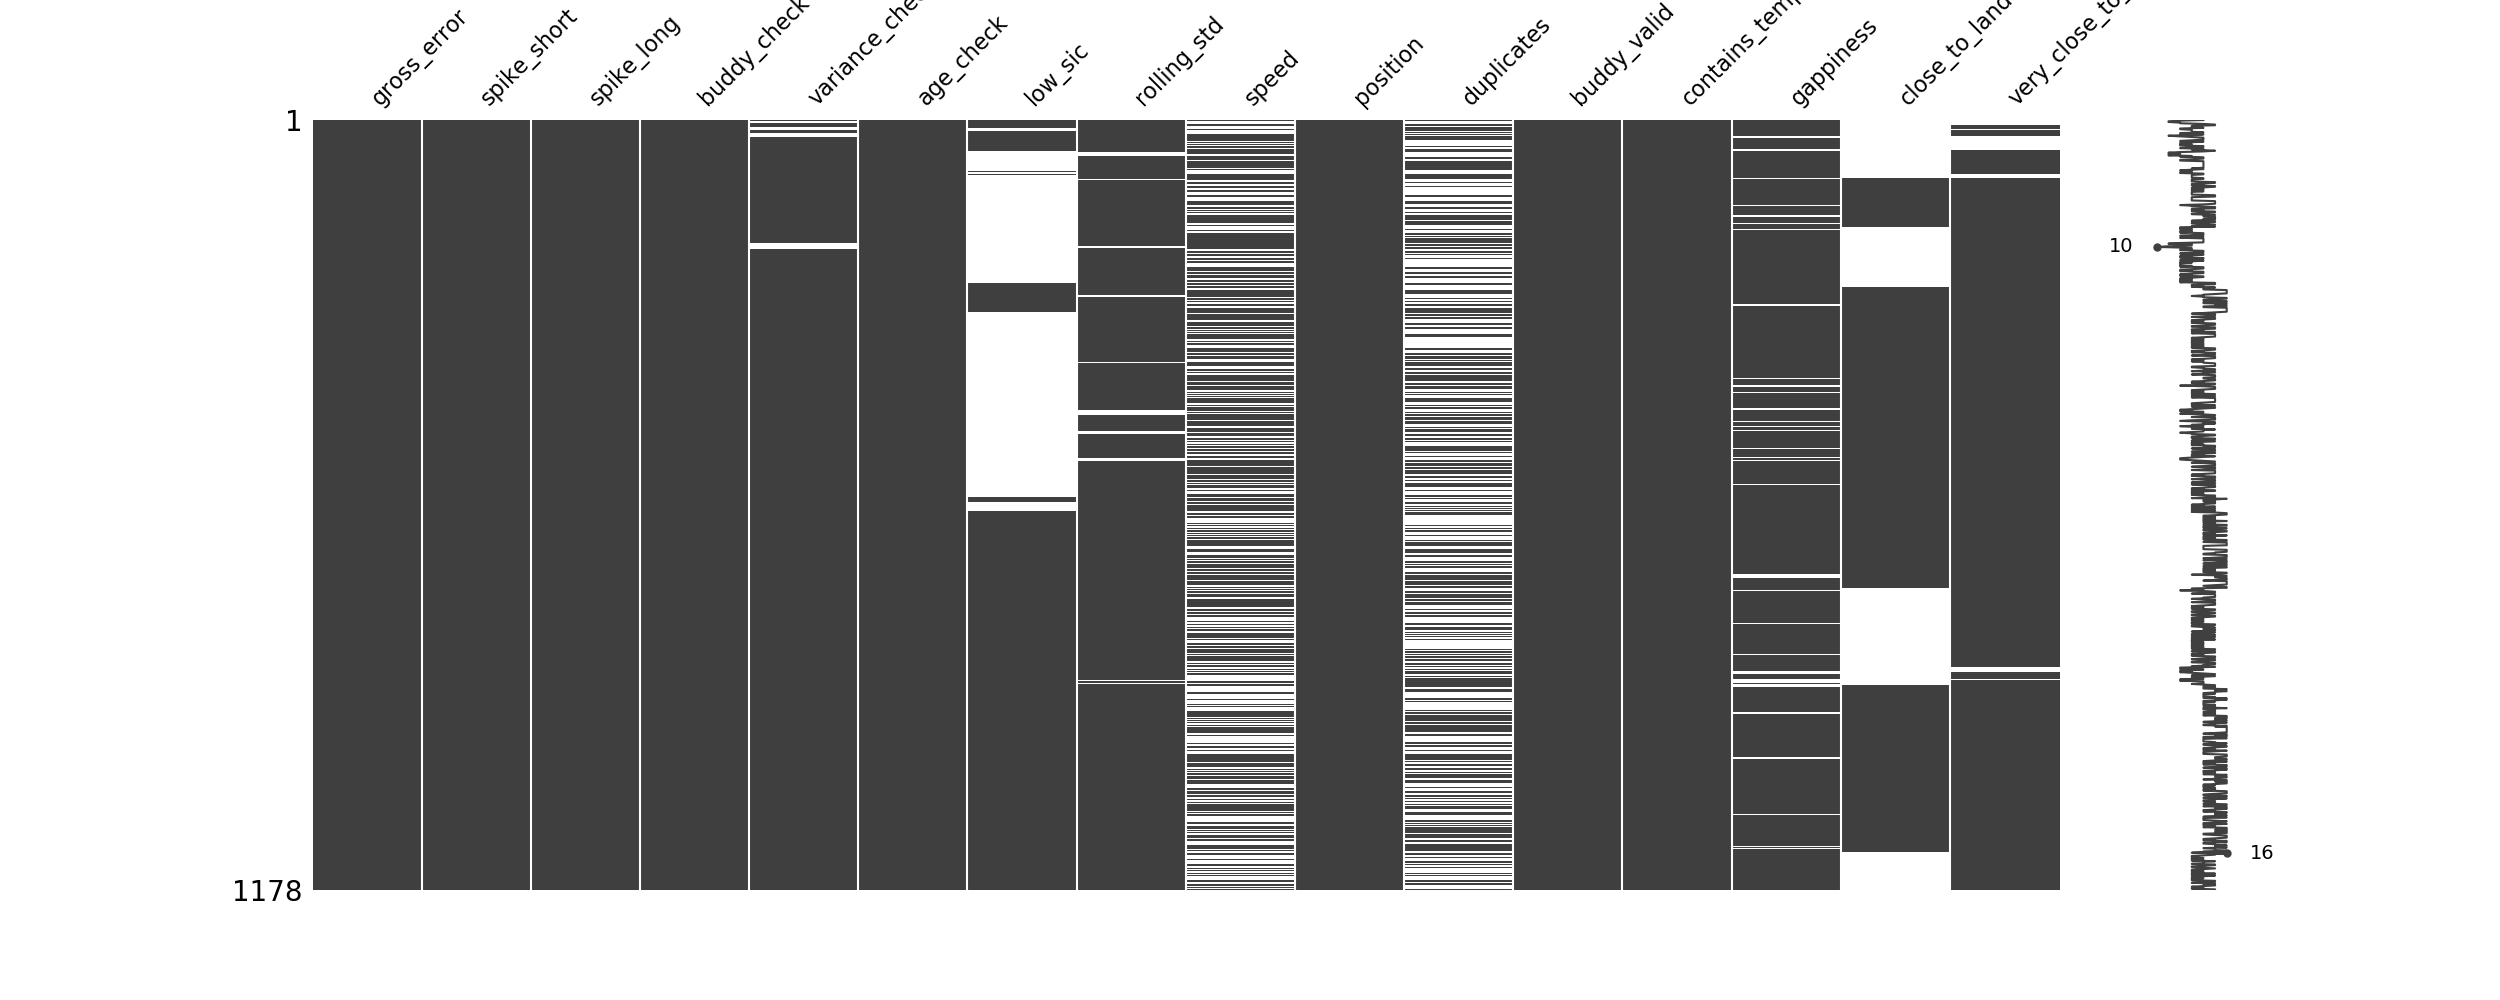 gross_error
spike_short
spike_long
buddy_check
age_check
low_sic
rolling_std
speed
position
duplicates
buddy_valid
gappiness
close_to_land
1
10
16
1178